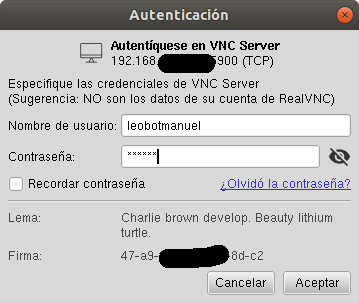 Autenticación
Autentíquese en VNC Server
192.168. 5900 (TCP)
Especifique las credenciales de VNC Server
(Sugerencia: NO son los datos de su cuenta de RealVNC)
Nombre de usuario: leobotmanuel
Contraseña: ******
Recordar contraseña ¿Olvidó la contraseña?
Lema: Charlie brown develop. Beauty lithium
turtle.
Firma: 47-a9- 8d-c2
Cancelar Aceptar